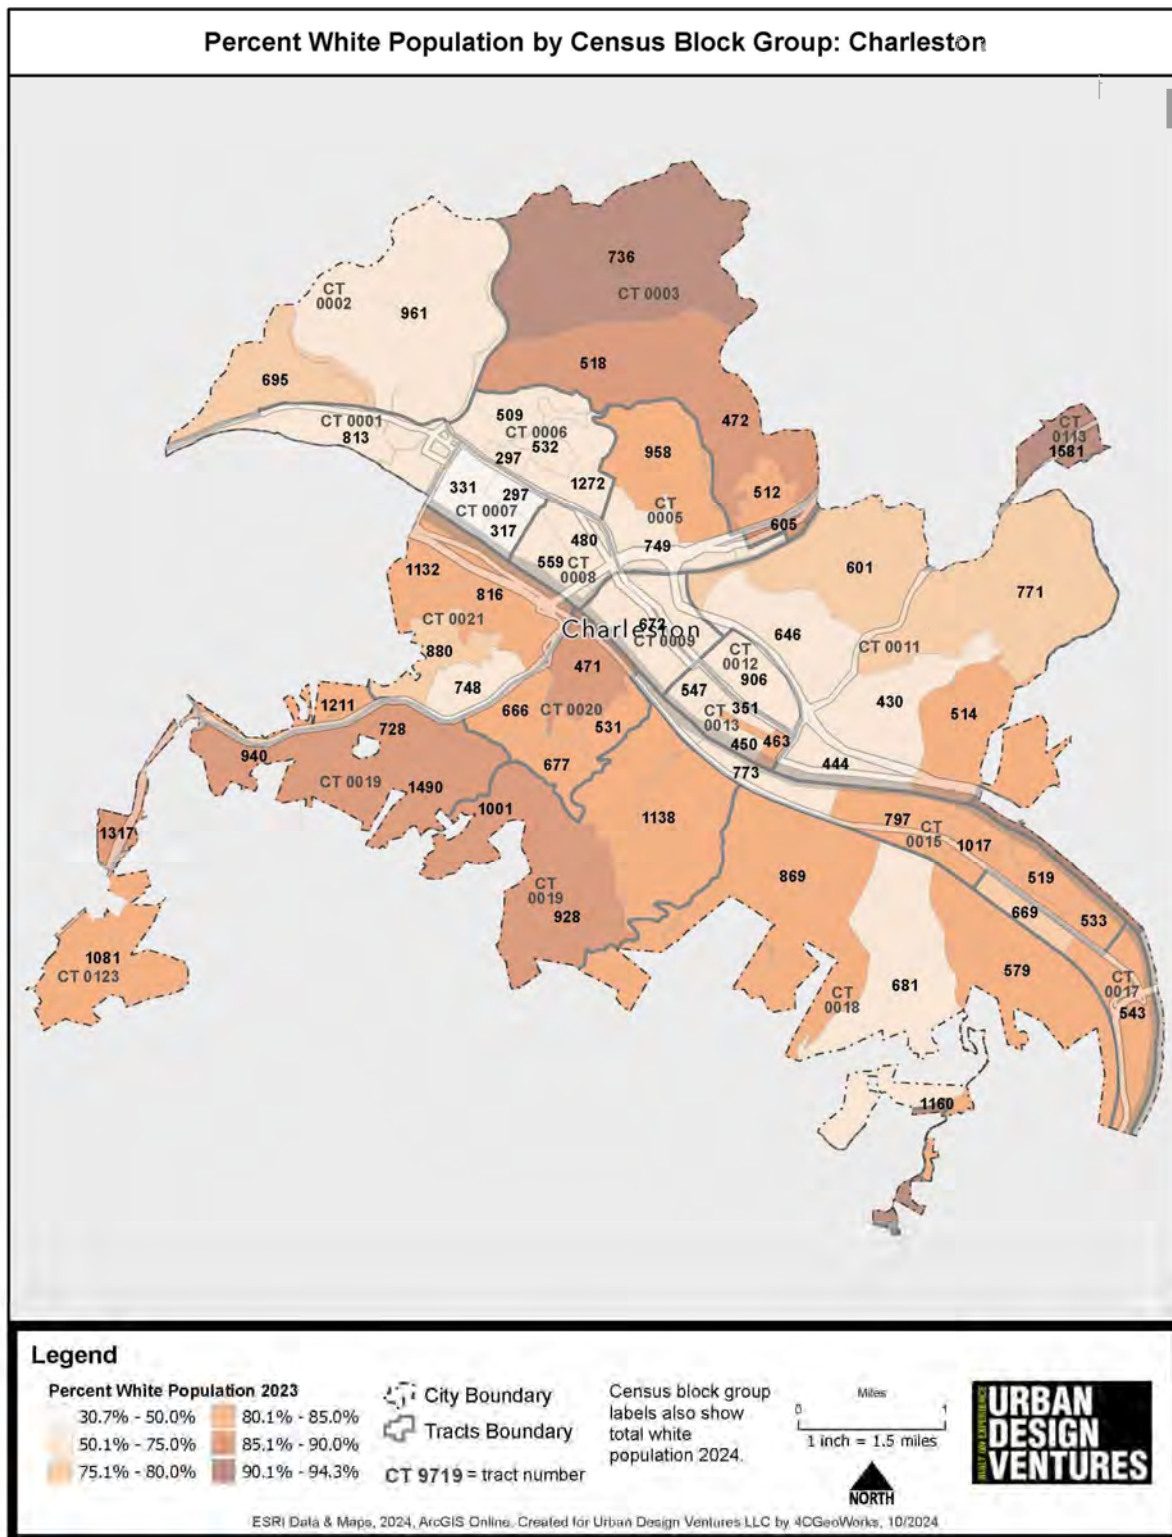 Percent White Population by Census Block Group: Charleston
736
CT 0003
CT
0002
961
518
695
472
CT
0113
1581
CT 0001
813
509
CT 0006
532
297
958
1272
512
331
297
CT 0007
317
CT
0005
605
480
749
559
CT
0008
601
771
1132
816
CT 0021
672
Charleston
CT 0009
646
CT 0011
880
CT
0012
906
471
547
748
430
1211
666
CT 0020
531
CT
0013
351
514
728
450
463
940
677
773
444
CT 0019
1490
1001
1138
797
CT
0015
1017
1317
869
519
CT
0019
928
669
533
1081
CT 0123
579
CT
0018
681
CT
0017
543
1160
Legend
Percent White Population 2023
30.7% - 50.0%
50.1% - 75.0%
75.1% - 80.0%
80.1% - 85.0%
85.1% - 90.0%
90.1% - 94.3%
City Boundary
Tracts Boundary
CT 9719 = tract number
Census block group
labels also show
total white
population 2024.
Miles
0 1
1 inch = 1.5 miles
NORTH
BUILT ON EXPERIENCE
URBAN
DESIGN
VENTURES
ESRI Data & Maps, 2024, ArcGIS Online. Created for Urban Design Ventures LLC by 4CGeoWorks, 10/2024